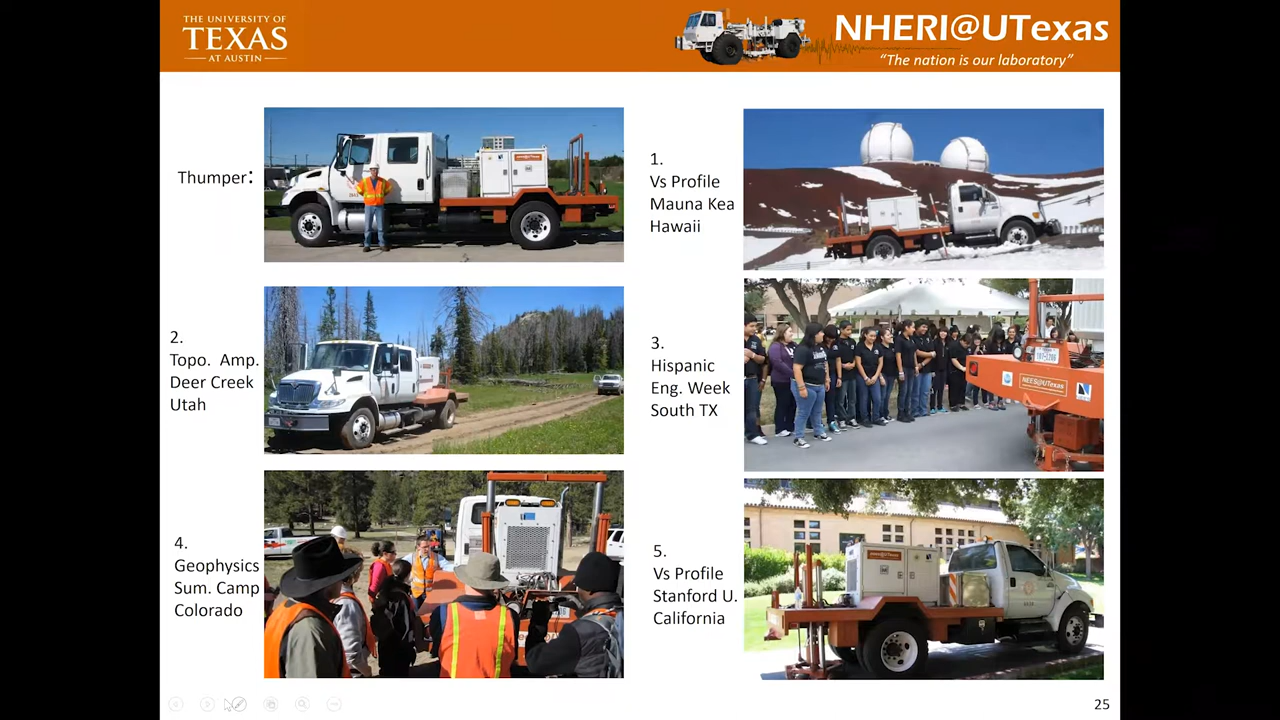 THE UNIVERSITY OF
TEXAS
AT AUSTIN
NHERI@UTexas
"The nation is our laboratory"
Thumper:
1.
Vs Profile
Mauna Kea
Hawaii
2.
Topo. Amp.
Deer Creek
Utah
3.
Hispanic
Eng. Week
South TX
NEES@UTexas
4.
Geophysics
Sum. Camp
Colorado
5.
Vs Profile
Stanford U.
California
25